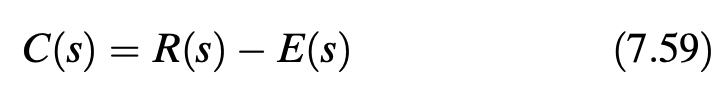 C(s) = R(s) − E(s) (7.59)